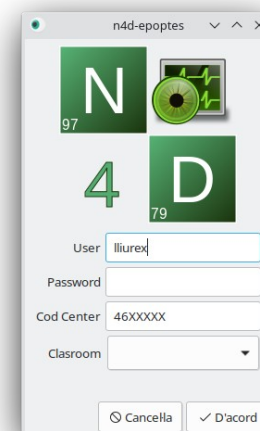 n4d-epoptes
N
97
4
D
79
User lliurex
Password
Cod Center 46XXXXX
Clasroom
Cancel·la D'acord